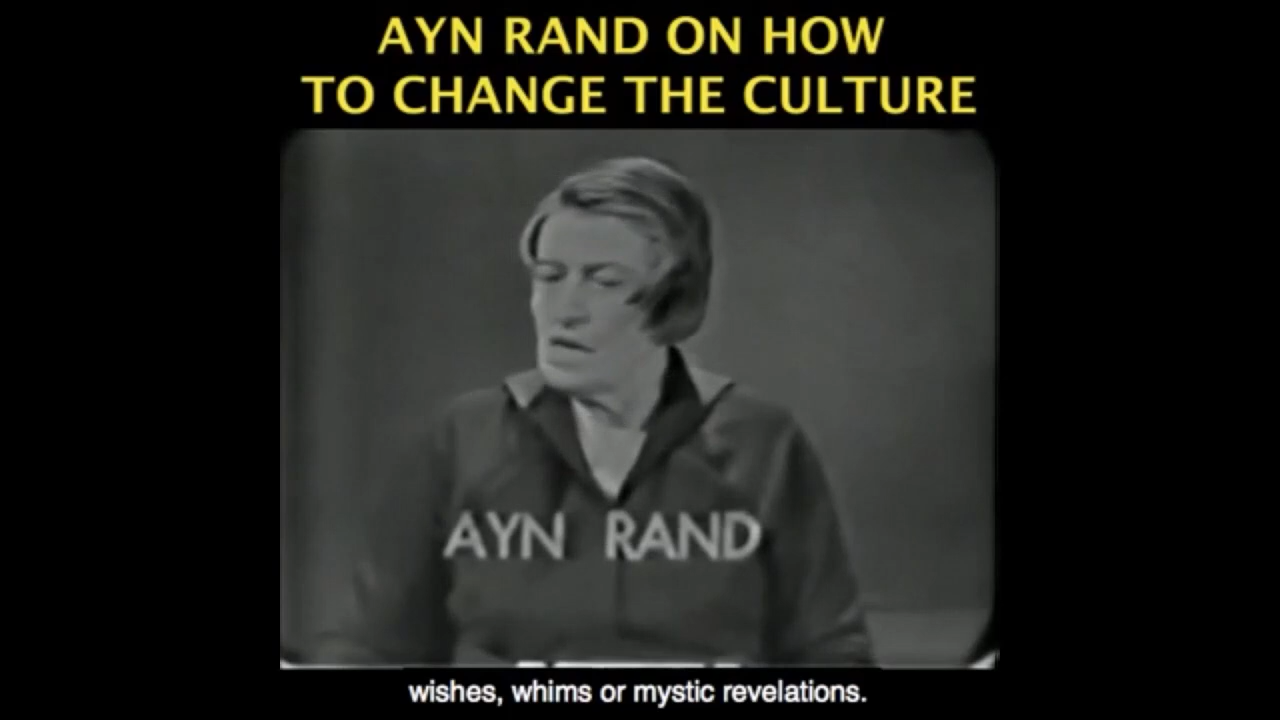 AYN RAND ON HOW
TO CHANGE THE CULTURE
AYN RAND
wishes, whims or mystic revelations.